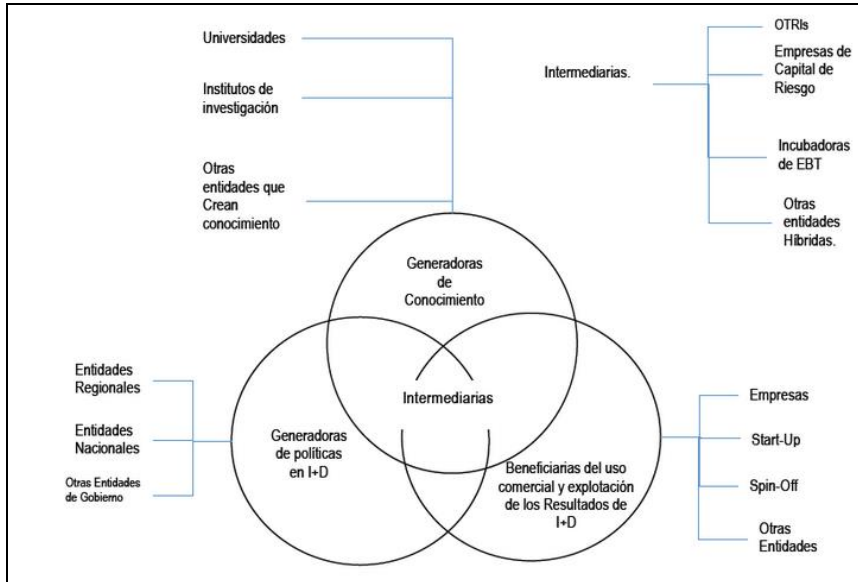 Universidades
Institutos de
investigación
Otras
entidades que
Crean
conocimiento
Intermediarias.
OTRIs
Empresas de
Capital de
Riesgo
Incubadoras
de EBT
Otras
entidades
Híbridas.
Generadoras
de
Conocimiento
Entidades
Regionales
Entidades
Nacionales
Otras Entidades
de Gobierno
Generadoras
de políticas
en I+D
Intermediarias
Beneficiarias del uso
comercial y explotación
de los Resultados de
I+D
Empresas
Start-Up
Spin-Off
Otras
Entidades